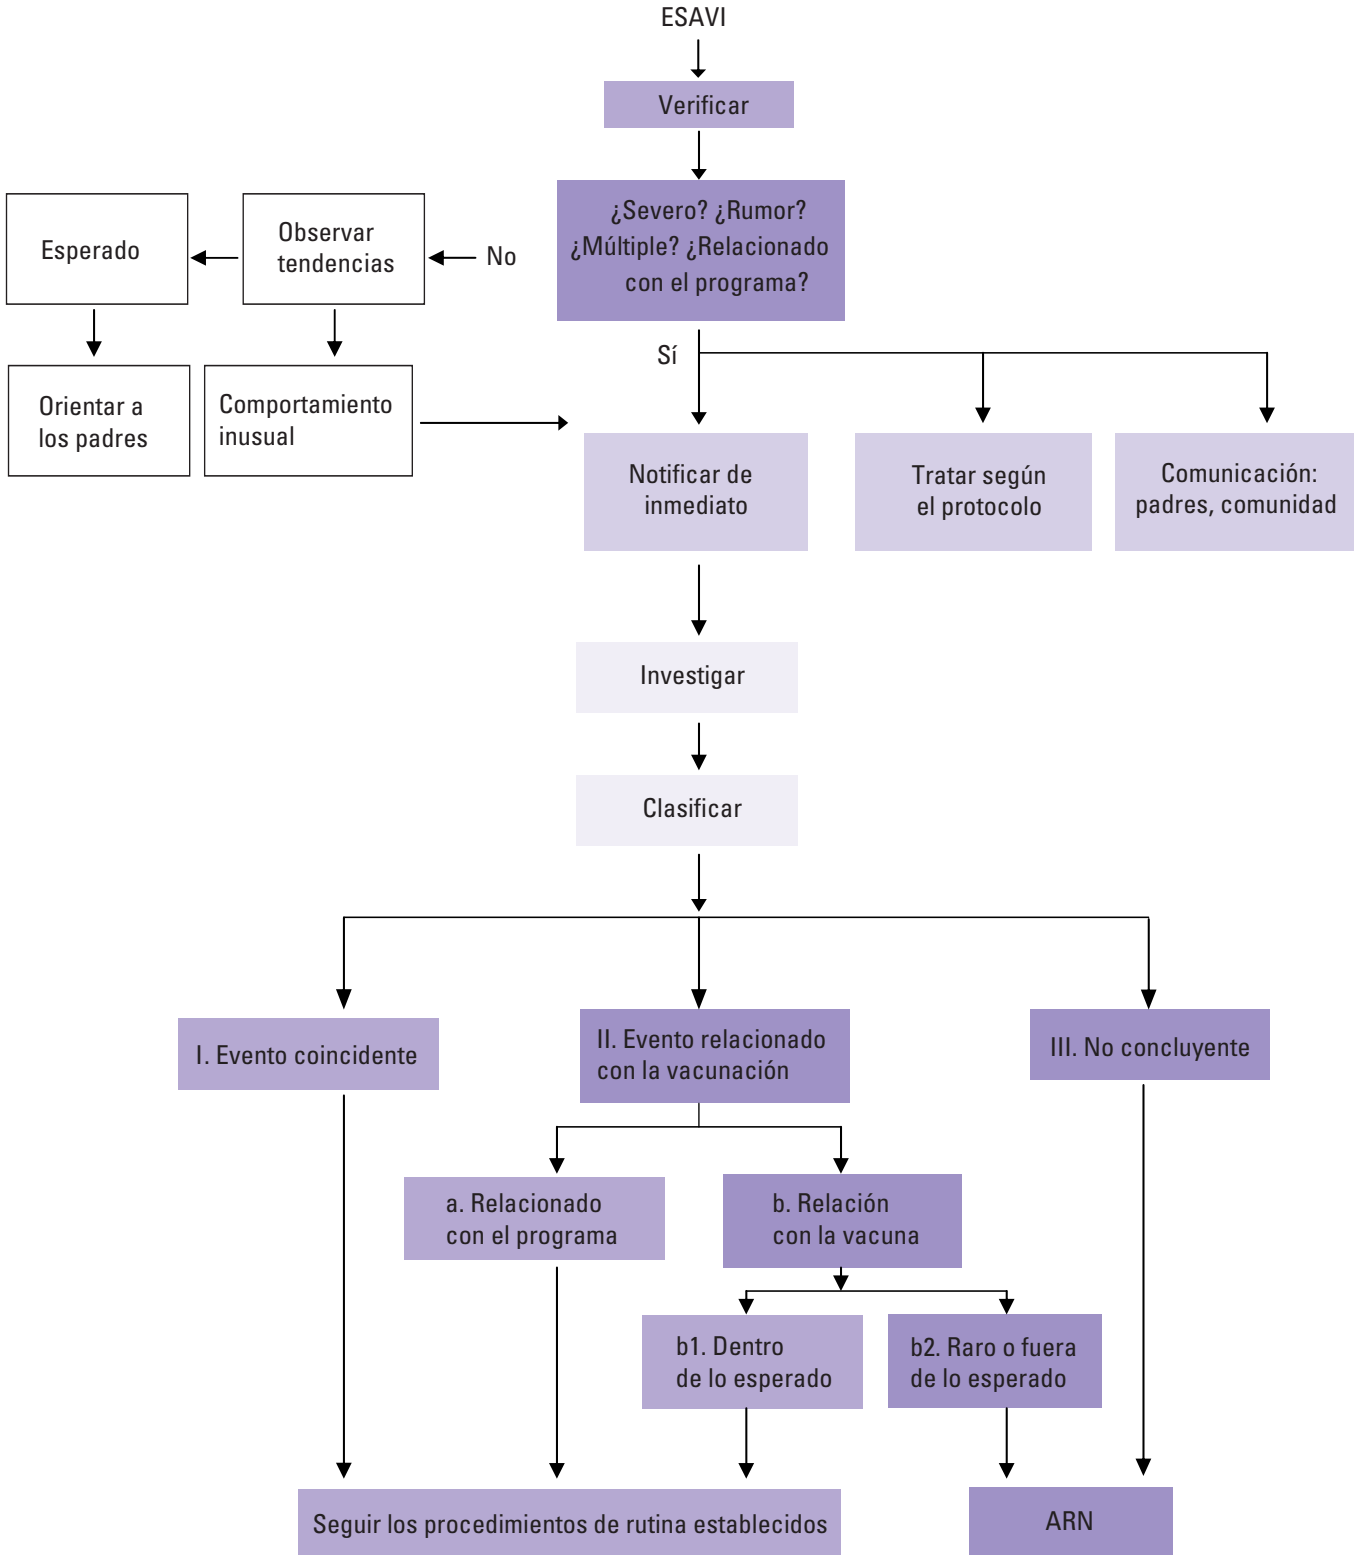 ESAVI
Verificar
¿Severo? ¿Rumor?
¿Múltiple? ¿Relacionado
con el programa?
No
Observar
tendencias
Esperado
Orientar a
los padres
Comportamiento
inusual
Sí
Notificar de
inmediato
Tratar según
el protocolo
Comunicación:
padres, comunidad
Investigar
Clasificar
I. Evento coincidente
II. Evento relacionado
con la vacunación
III. No concluyente
a. Relacionado
con el programa
b. Relación
con la vacuna
b1. Dentro
de lo esperado
b2. Raro o fuera
de lo esperado
Seguir los procedimientos de rutina establecidos
ARN